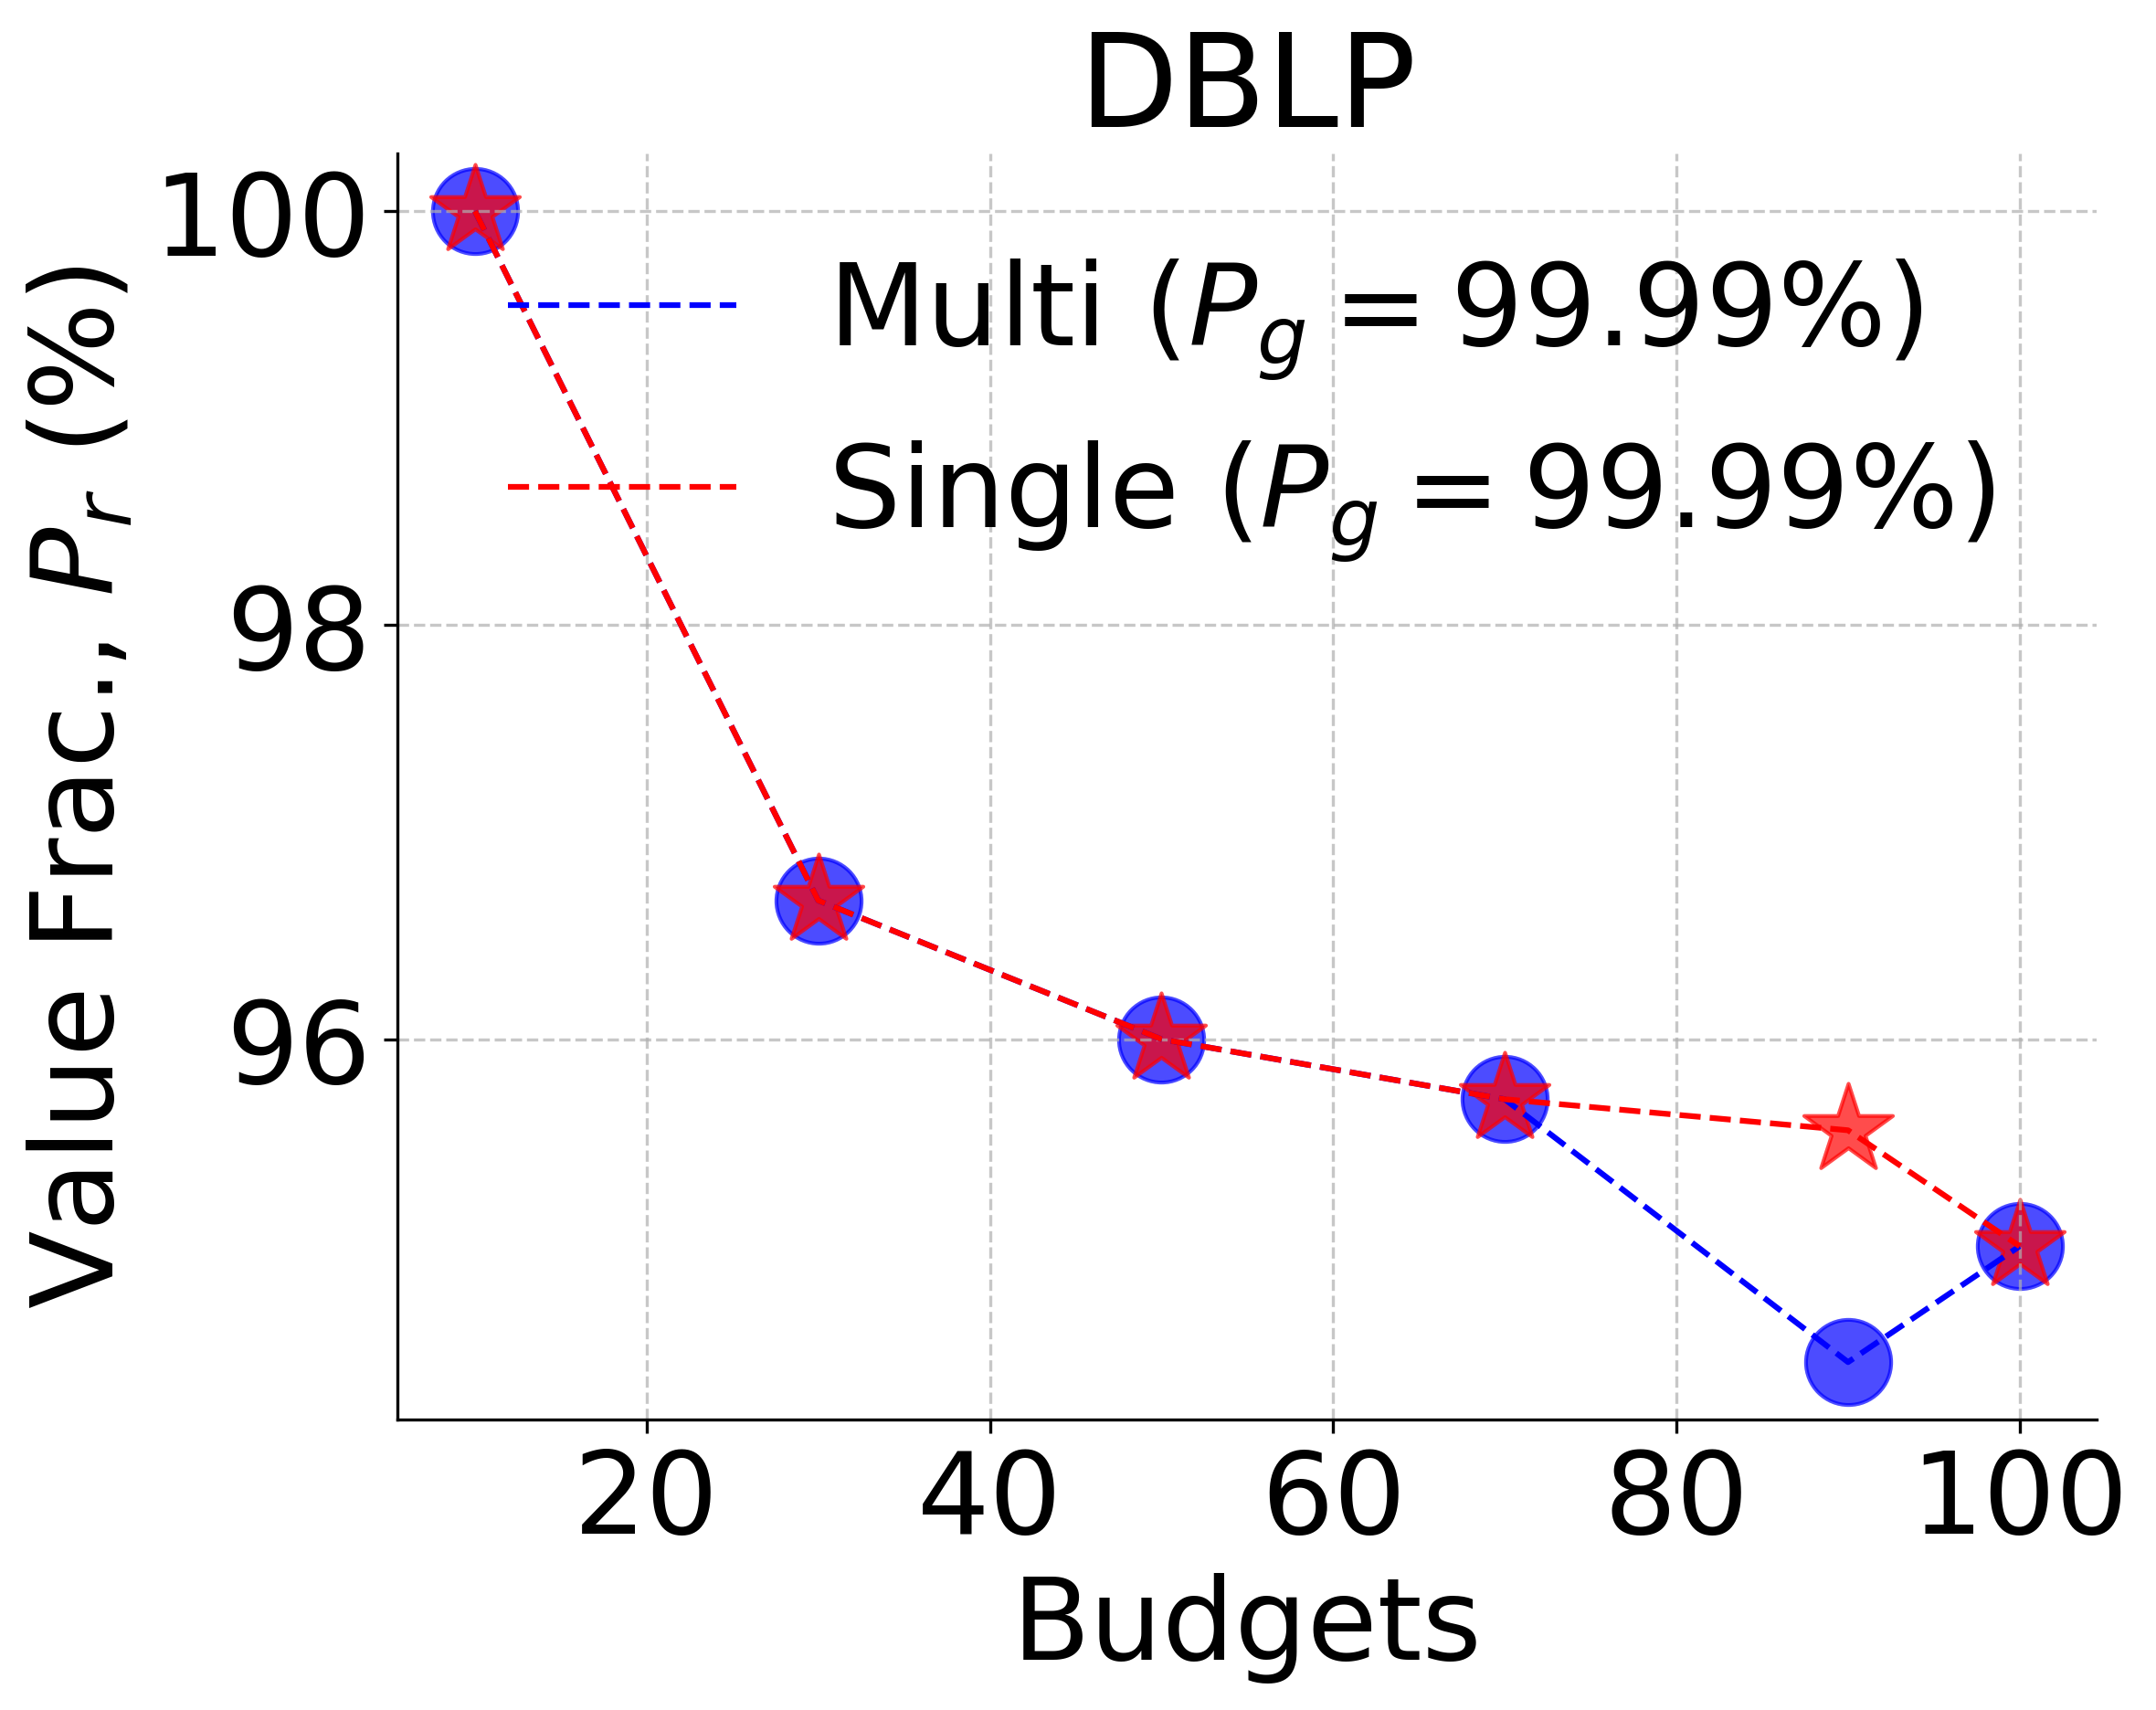 DBLP
Value Frac., P_r (%)
100
98
96
Multi (P_g = 99.99%)
Single (P_g = 99.99%)
20 40 60 80 100
Budgets